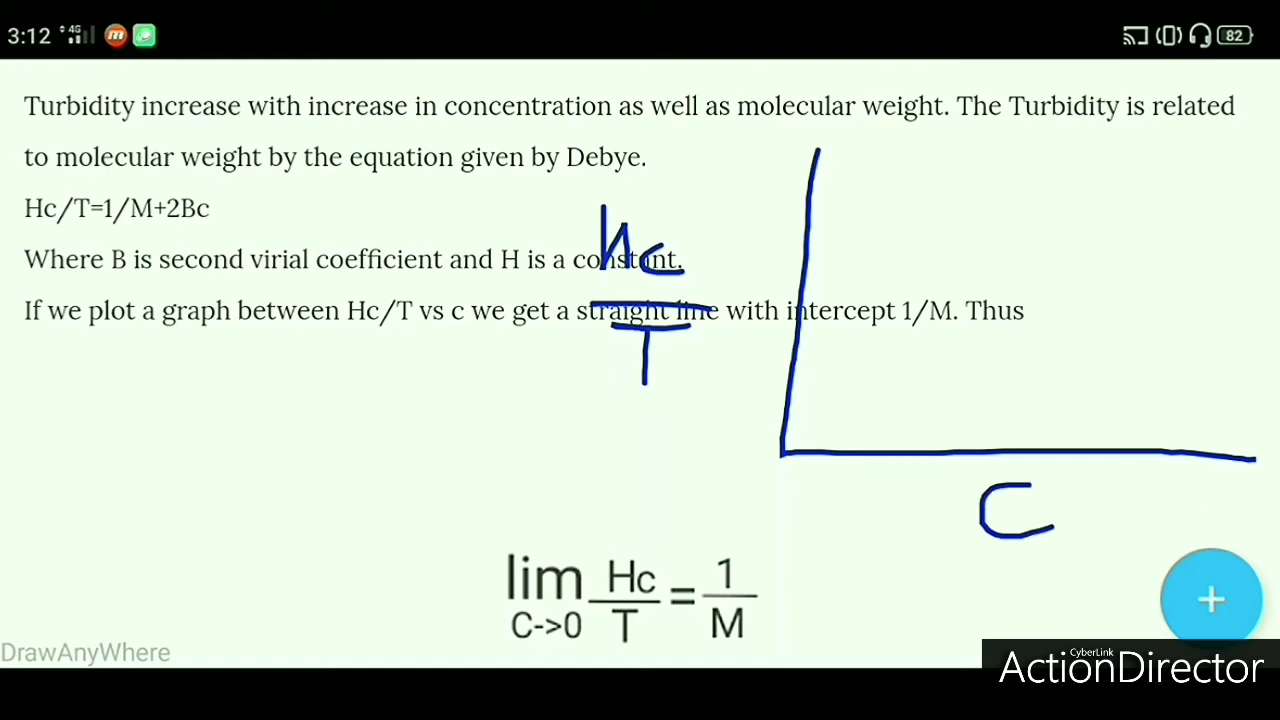 3:12 4G m 82
Turbidity increase with increase in concentration as well as molecular weight. The Turbidity is related
to molecular weight by the equation given by Debye.
Hc/T=1/M+2Bc
Where B is second virial coefficient and H is a constant.
If we plot a graph between Hc/T vs c we get a straight line with intercept 1/M. Thus
Hc
T
C
lim Hc = 1
C->0 T M
+
DrawAnyWhere
CyberLink
ActionDirector